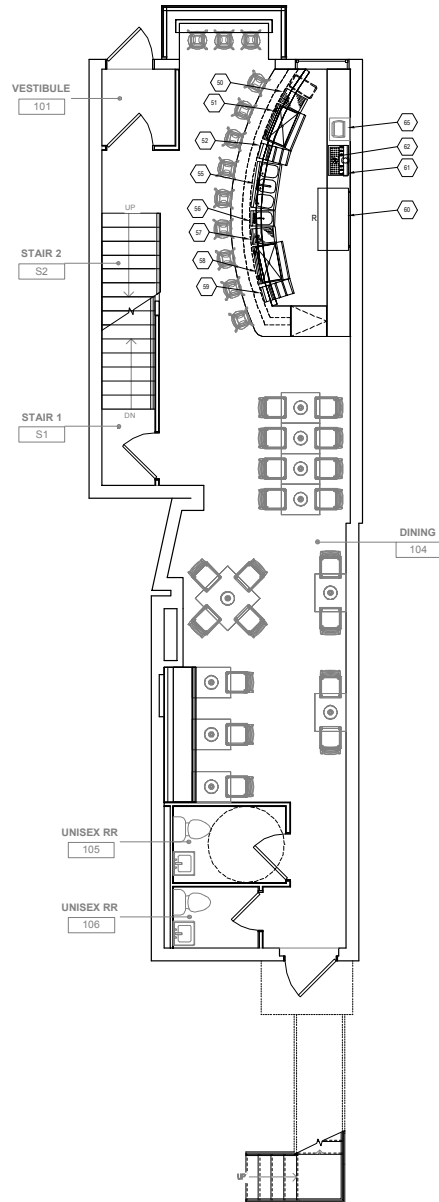 50
51
52
55
56
57
58
59
65
62
61
60
R
VESTIBULE
101
UP
STAIR 2
S2
STAIR 1
S1
DN
DINING
104
UNISEX RR
105
UNISEX RR
106
UP